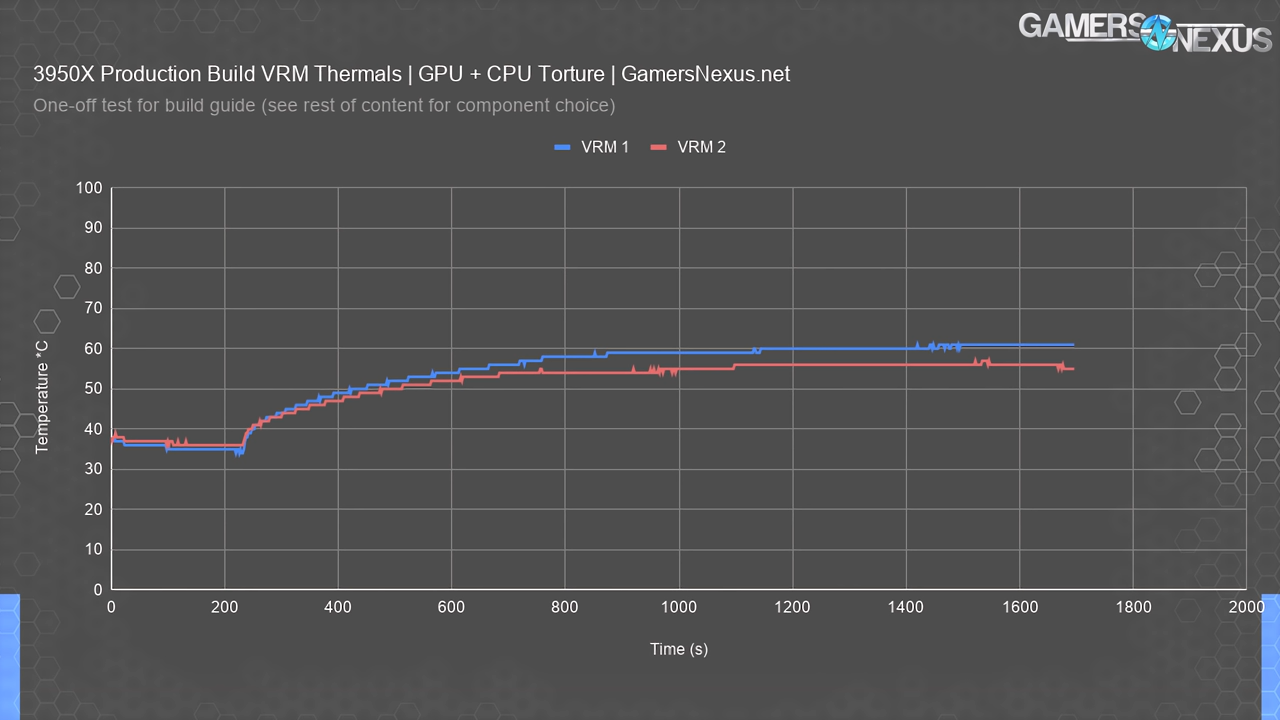 GAMERS NEXUS
3950X Production Build VRM Thermals | GPU + CPU Torture | GamersNexus.net
One-off test for build guide (see rest of content for component choice)
VRM 1 VRM 2
100
90
80
70
60
50
40
30
20
10
0
Temperature *C
0 200 400 600 800 1000 1200 1400 1600 1800 2000
Time (s)